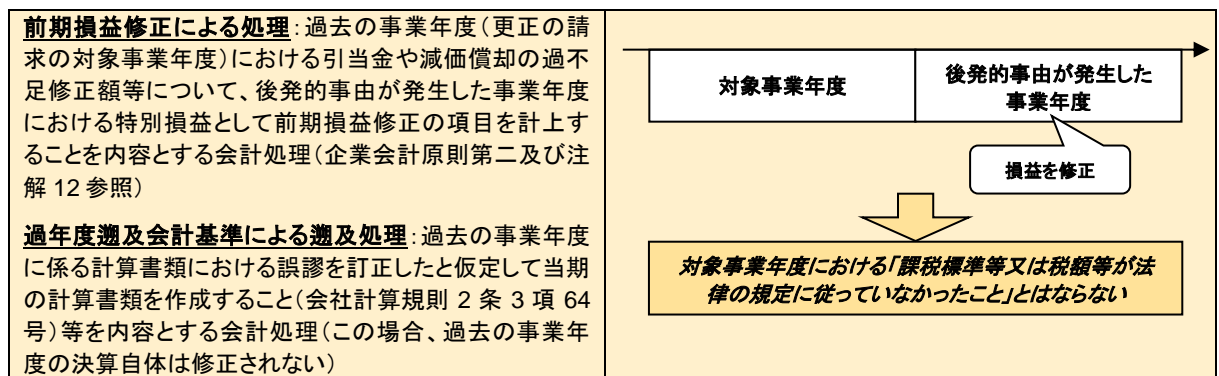 前期損益修正による処理：過去の事業年度（更正の請
求の対象事業年度）における引当金や減価償却の過不
足修正額等について、後発的事由が発生した事業年度
における特別損益として前期損益修正の項目を計上す
ることを内容とする会計処理（企業会計原則第二及び注
解 12 参照）
過年度遡及会計基準による遡及処理：過去の事業年度
に係る計算書類における誤謬を訂正したと仮定して当期
の計算書類を作成すること（会社計算規則 2 条 3 項 64
号）等を内容とする会計処理（この場合、過去の事業年
度の決算自体は修正されない）
対象事業年度
後発的事由が発生した
事業年度
損益を修正
対象事業年度における「課税標準等又は税額等が法
律の規定に従っていなかったこと」とはならない